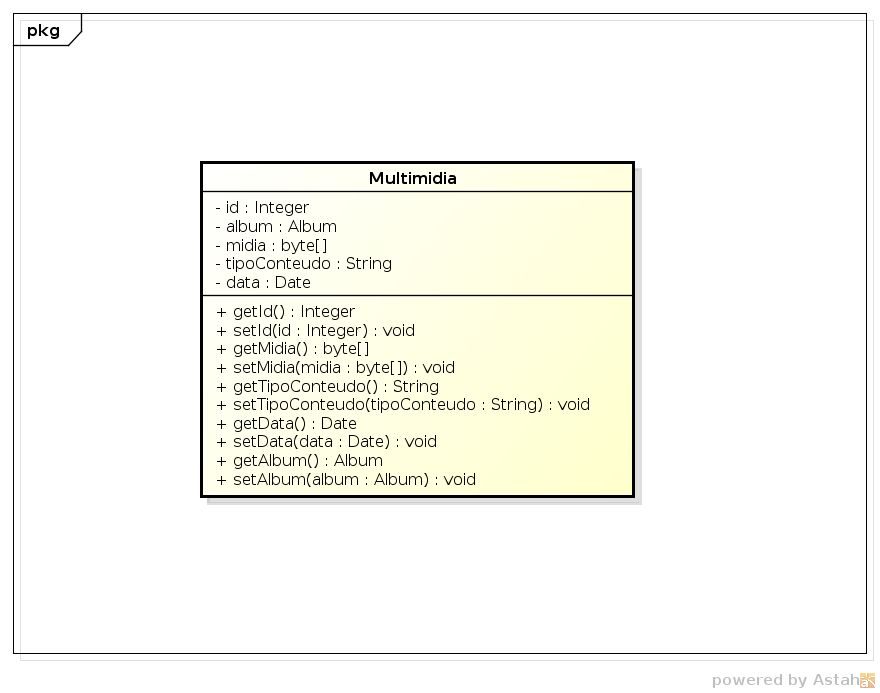 pkg
Multimidia
- id : Integer
- album : Album
- midia : byte[]
- tipoConteudo : String
- data : Date
+ getId() : Integer
+ setId(id : Integer) : void
+ getMidia() : byte[]
+ setMidia(midia : byte[]) : void
+ getTipoConteudo() : String
+ setTipoConteudo(tipoConteudo : String) : void
+ getData() : Date
+ setData(data : Date) : void
+ getAlbum() : Album
+ setAlbum(album : Album) : void
powered by Astah